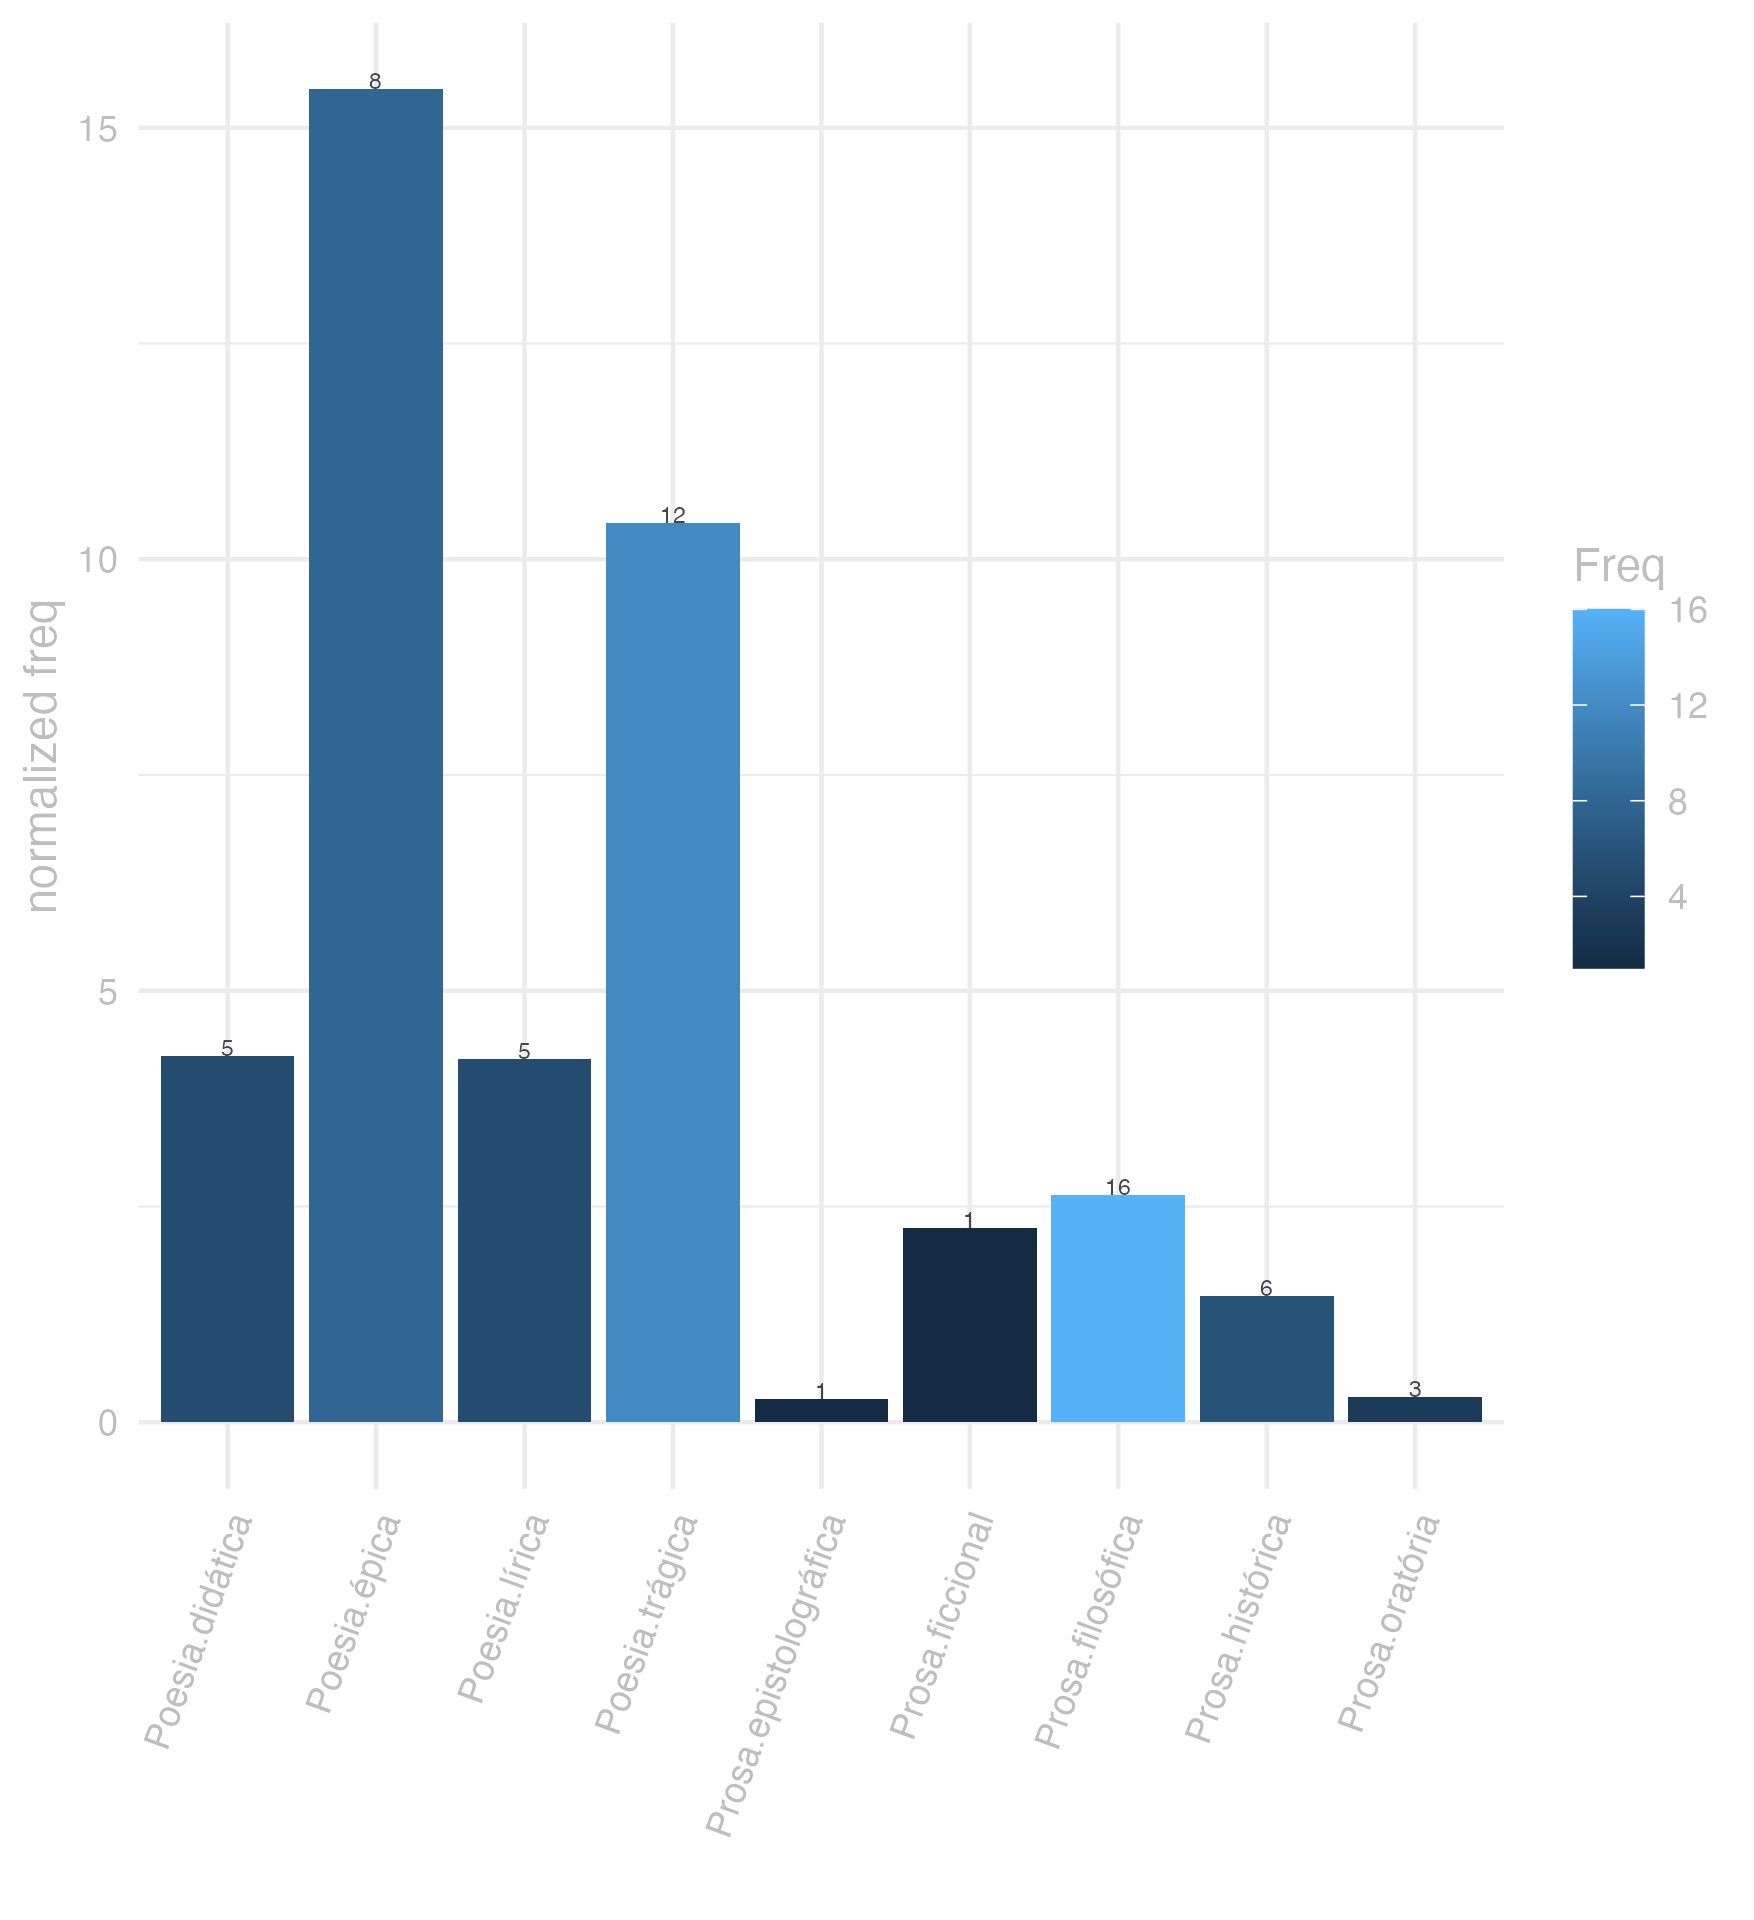 normalized freq
15
10
5
0
5
8
5
12
1
1
16
6
3
Poesia.didática
Poesia.épica
Poesia.lírica
Poesia.trágica
Prosa.epistolográfica
Prosa.ficcional
Prosa.filosófica
Prosa.histórica
Prosa.oratória
Freq
16
12
8
4